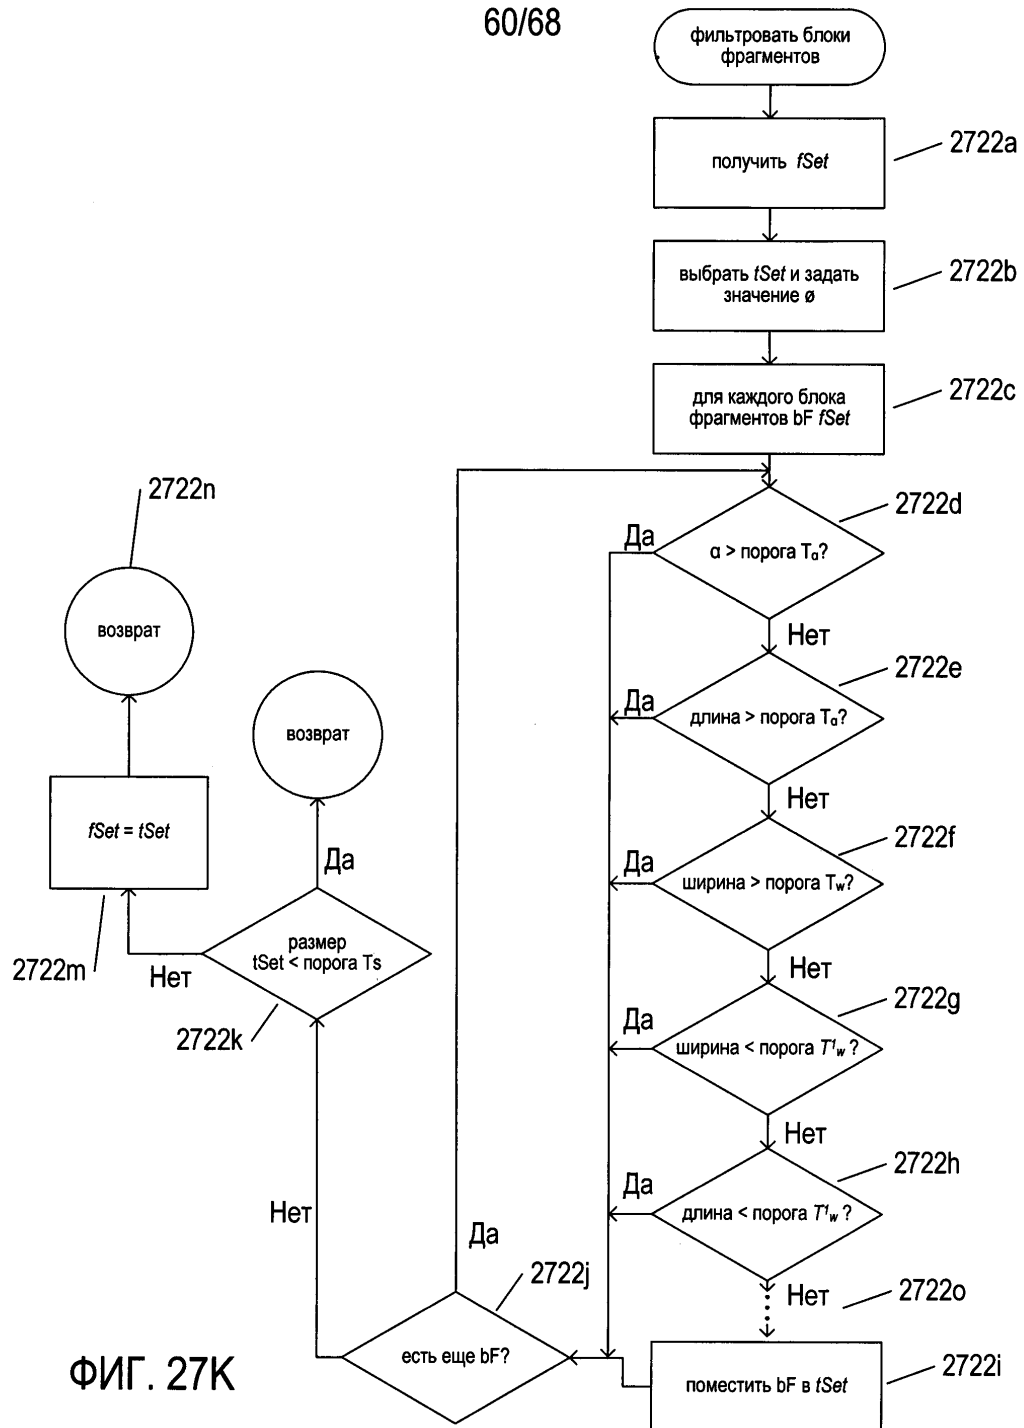 60/68
фильтровать блоки
фрагментов
получить fSet
2722a
выбрать tSet и задать
значение ø
2722b
для каждого блока
фрагментов bF fSet
2722c
2722n
2722d
Да
α > порога Tα?
возврат
Нет
2722e
Да
длина > порога Tα?
возврат
Нет
2722f
fSet = tSet
Да
Да
ширина > порога Tw?
размер
tSet < порога Ts
2722m
Нет
Нет
2722g
2722k
Да
ширина < порога T¹w ?
Нет
2722h
Да
длина < порога T¹w ?
Нет
Да
2722j
Нет
2722o
есть еще bF?
ФИГ. 27K
поместить bF в tSet
2722i